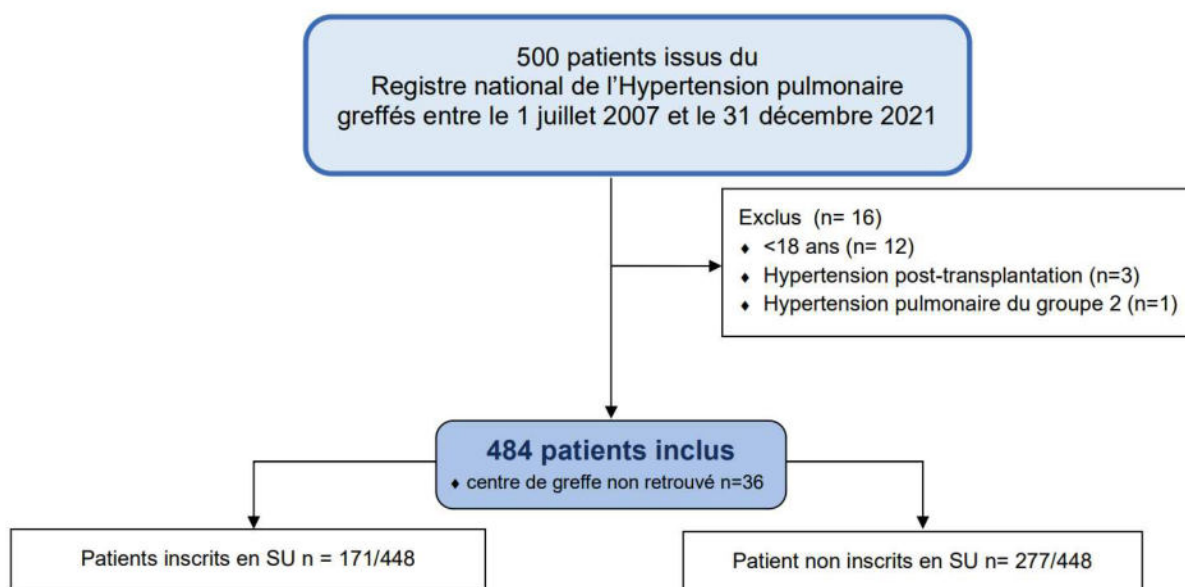 500 patients issus du
Registre national de l’Hypertension pulmonaire
greffés entre le 1 juillet 2007 et le 31 décembre 2021
Exclus (n= 16)
♦ <18 ans (n= 12)
♦ Hypertension post-transplantation (n=3)
♦ Hypertension pulmonaire du groupe 2 (n=1)
484 patients inclus
♦ centre de greffe non retrouvé n=36
Patients inscrits en SU n = 171/448
Patient non inscrits en SU n= 277/448